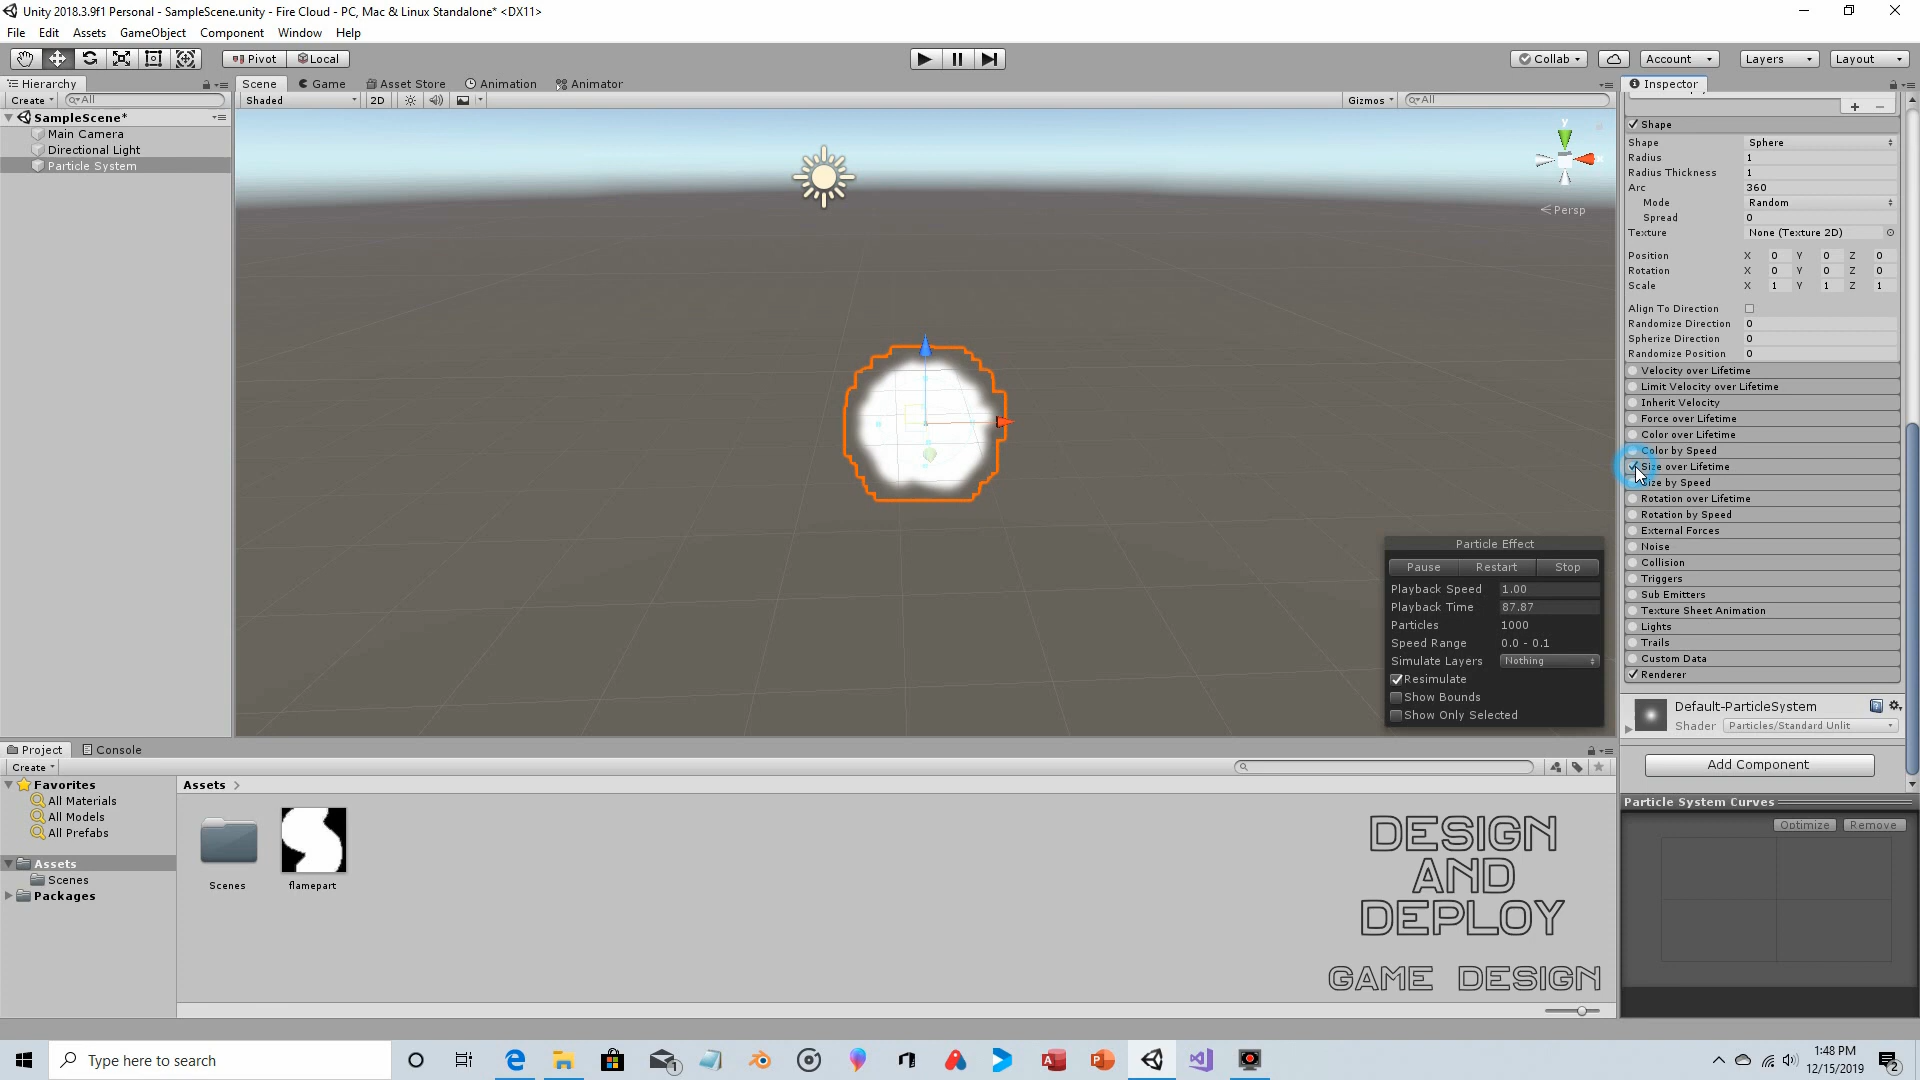 Unity 2018.3.9f1 Personal - SampleScene.unity - Fire Cloud - PC, Mac & Linux Standalone* <DX11>
File Edit Assets GameObject Component Window Help
Pivot Local Collab Account Layers Layout
Hierarchy Scene Game Asset Store Animation Animator Inspector
Create All Shaded 2D Gizmos All
SampleScene*
Main Camera
Directional Light
Particle System
y
Persp
Shape
Shape Sphere
Radius 1
Radius Thickness 1
Arc 360
Mode Random
Spread 0
Texture None (Texture 2D)
Position X 0 Y 0 Z 0
Rotation X 0 Y 0 Z 0
Scale X 1 Y 1 Z 1
Align To Direction
Randomize Direction 0
Spherize Direction 0
Randomize Position 0
Velocity over Lifetime
Limit Velocity over Lifetime
Inherit Velocity
Force over Lifetime
Color over Lifetime
Color by Speed
Size over Lifetime
Size by Speed
Rotation over Lifetime
Rotation by Speed
External Forces
Noise
Collision
Triggers
Sub Emitters
Texture Sheet Animation
Lights
Trails
Custom Data
Renderer
Default-ParticleSystem
Shader Particles/Standard Unlit
Add Component
Particle System Curves
Optimize Remove
Particle Effect
Pause Restart Stop
Playback Speed 1.00
Playback Time 87.87
Particles 1000
Speed Range 0.0 - 0.1
Simulate Layers Nothing
Resimulate
Show Bounds
Show Only Selected
Project Console
Create
Favorites
All Materials
All Models
All Prefabs
Assets
Scenes
Packages
Assets
Scenes flamepart
DESIGN
AND
DEPLOY
GAME DESIGN
Type here to search
1:48 PM
12/15/2019
1
2